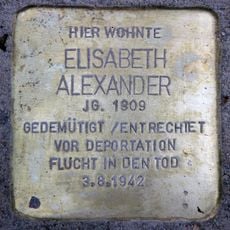 HIER WOHNTE
ELISABETH
ALEXANDER
JG. 1909
GEDEMÜTIGT / ENTRECHTET
VOR DEPORTATION
FLUCHT IN DEN TOD
3.8.1942